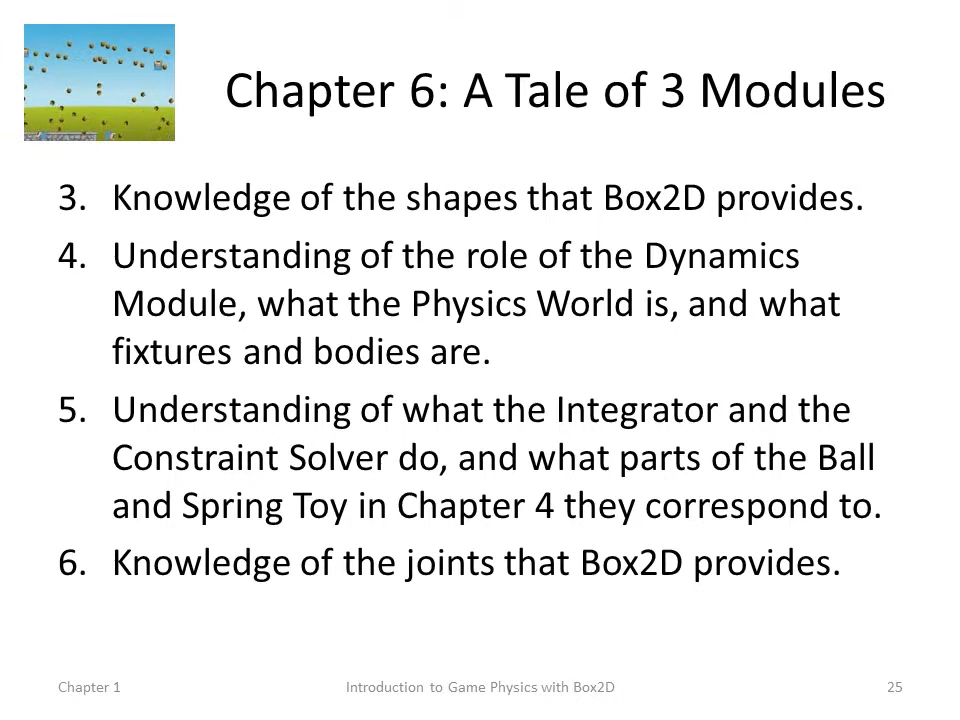 Chapter 6: A Tale of 3 Modules
3. Knowledge of the shapes that Box2D provides.
4. Understanding of the role of the Dynamics
Module, what the Physics World is, and what
fixtures and bodies are.
5. Understanding of what the Integrator and the
Constraint Solver do, and what parts of the Ball
and Spring Toy in Chapter 4 they correspond to.
6. Knowledge of the joints that Box2D provides.
Chapter 1
Introduction to Game Physics with Box2D
25